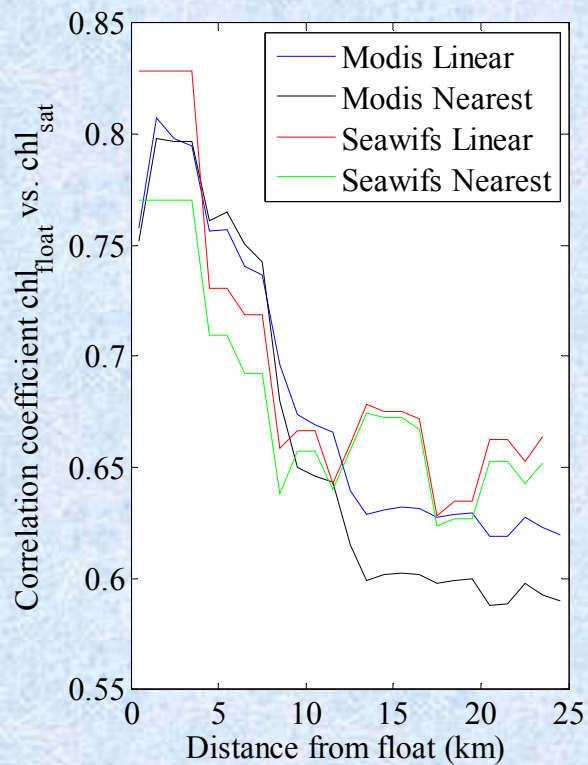 0.85
0.8
0.75
0.7
0.65
0.6
0.55
Correlation coefficient chl_float vs. chl_sat
Modis Linear
Modis Nearest
Seawifs Linear
Seawifs Nearest
0 5 10 15 20 25
Distance from float (km)